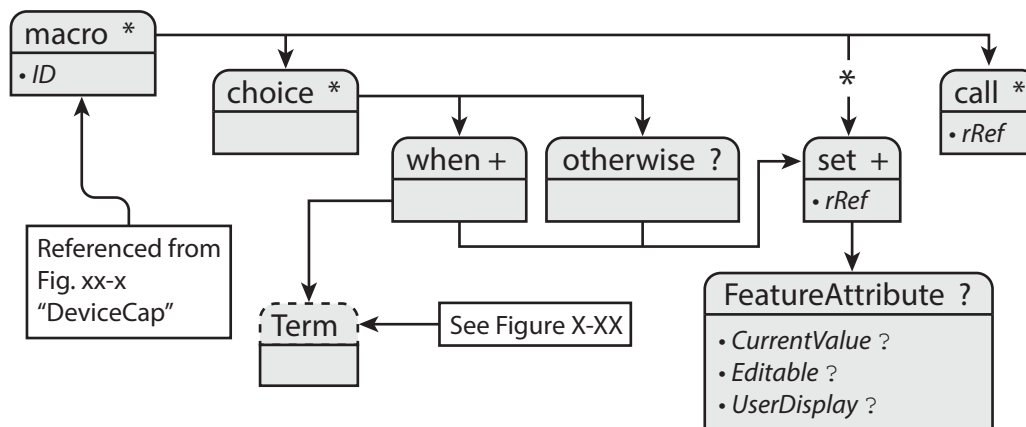 macro *
• ID
choice *
*
call *
• rRef
when +
otherwise ?
set +
• rRef
Referenced from
Fig. xx-x
“DeviceCap”
Term
See Figure X-XX
FeatureAttribute ?
• CurrentValue ?
• Editable ?
• UserDisplay ?